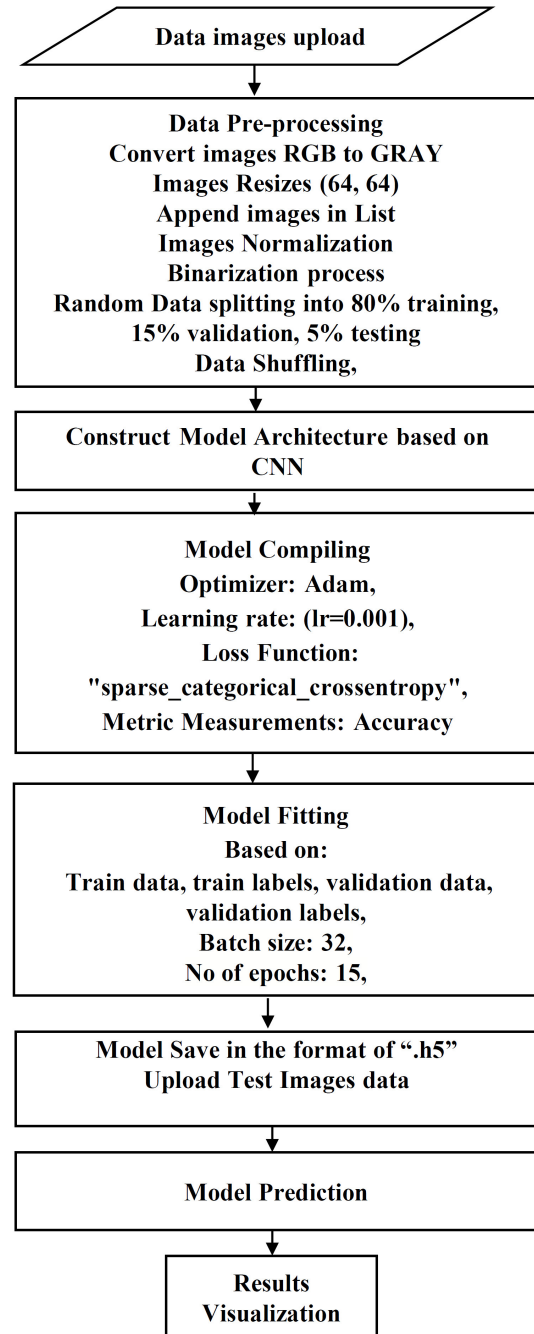 Data images upload
Data Pre-processing
Convert images RGB to GRAY
Images Resizes (64, 64)
Append images in List
Images Normalization
Binarization process
Random Data splitting into 80% training,
15% validation, 5% testing
Data Shuffling,
Construct Model Architecture based on
CNN
Model Compiling
Optimizer: Adam,
Learning rate: (lr=0.001),
Loss Function:
"sparse_categorical_crossentropy",
Metric Measurements: Accuracy
Model Fitting
Based on:
Train data, train labels, validation data,
validation labels,
Batch size: 32,
No of epochs: 15,
Model Save in the format of “.h5”
Upload Test Images data
Model Prediction
Results
Visualization